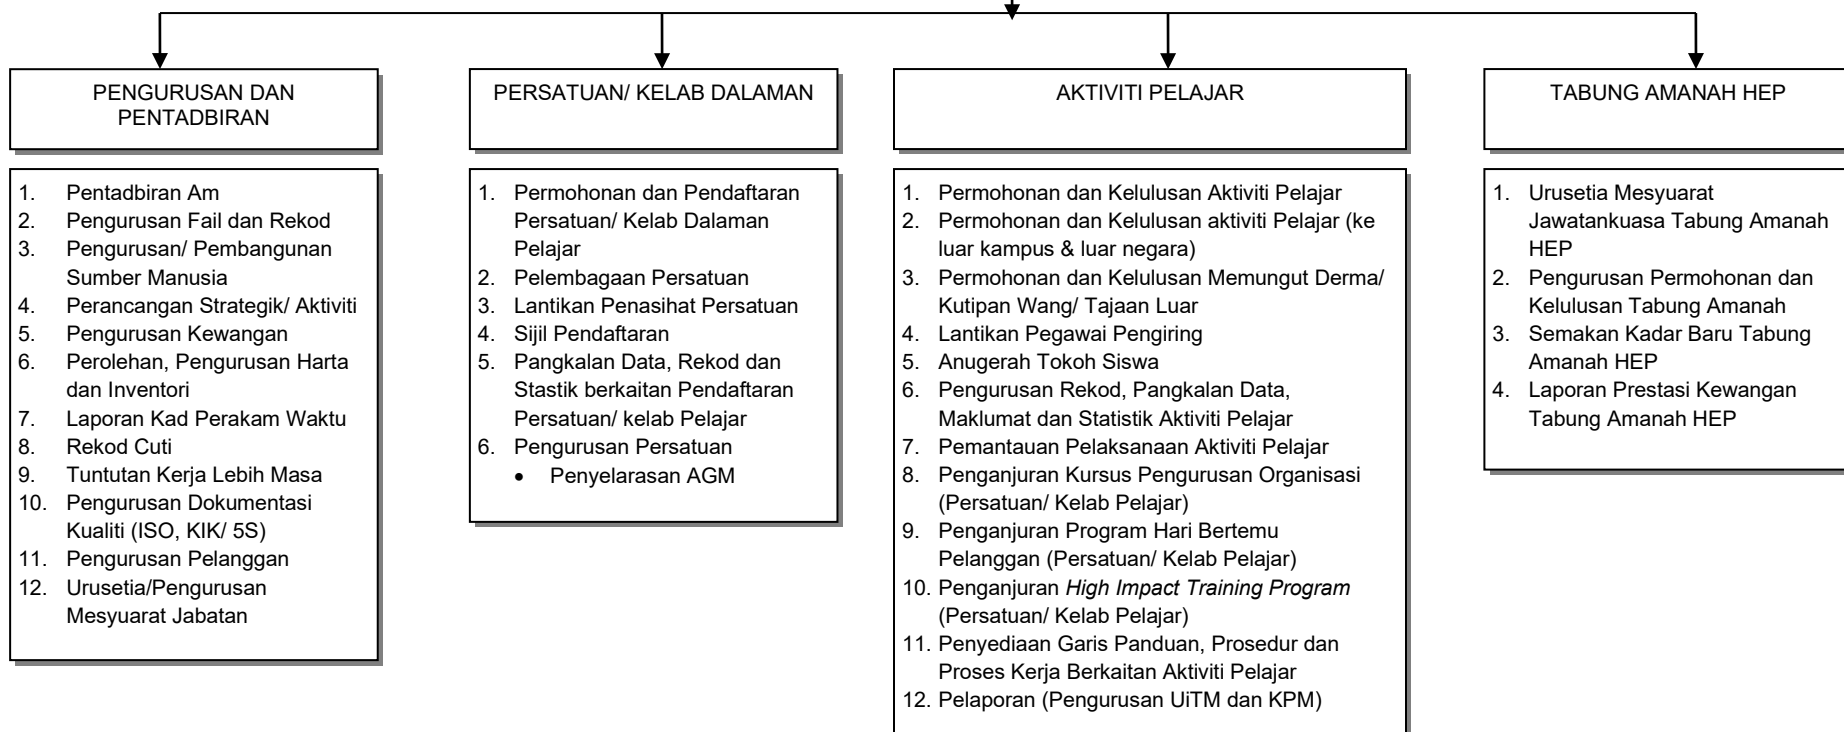 PENGURUSAN DAN
PENTADBIRAN
1. Pentadbiran Am
2. Pengurusan Fail dan Rekod
3. Pengurusan/ Pembangunan
Sumber Manusia
4. Perancangan Strategik/ Aktiviti
5. Pengurusan Kewangan
6. Perolehan, Pengurusan Harta
dan Inventori
7. Laporan Kad Perakam Waktu
8. Rekod Cuti
9. Tuntutan Kerja Lebih Masa
10. Pengurusan Dokumentasi
Kualiti (ISO, KIK/ 5S)
11. Pengurusan Pelanggan
12. Urusetia/Pengurusan
Mesyuarat Jabatan
PERSATUAN/ KELAB DALAMAN
1. Permohonan dan Pendaftaran
Persatuan/ Kelab Dalaman
Pelajar
2. Pelembagaan Persatuan
3. Lantikan Penasihat Persatuan
4. Sijil Pendaftaran
5. Pangkalan Data, Rekod dan
Stastik berkaitan Pendaftaran
Persatuan/ kelab Pelajar
6. Pengurusan Persatuan
• Penyelarasan AGM
AKTIVITI PELAJAR
1. Permohonan dan Kelulusan Aktiviti Pelajar
2. Permohonan dan Kelulusan aktiviti Pelajar (ke
luar kampus & luar negara)
3. Permohonan dan Kelulusan Memungut Derma/
Kutipan Wang/ Tajaan Luar
4. Lantikan Pegawai Pengiring
5. Anugerah Tokoh Siswa
6. Pengurusan Rekod, Pangkalan Data,
Maklumat dan Statistik Aktiviti Pelajar
7. Pemantauan Pelaksanaan Aktiviti Pelajar
8. Penganjuran Kursus Pengurusan Organisasi
(Persatuan/ Kelab Pelajar)
9. Penganjuran Program Hari Bertemu
Pelanggan (Persatuan/ Kelab Pelajar)
10. Penganjuran High Impact Training Program
(Persatuan/ Kelab Pelajar)
11. Penyediaan Garis Panduan, Prosedur dan
Proses Kerja Berkaitan Aktiviti Pelajar
12. Pelaporan (Pengurusan UiTM dan KPM)
TABUNG AMANAH HEP
1. Urusetia Mesyuarat
Jawatankuasa Tabung Amanah
HEP
2. Pengurusan Permohonan dan
Kelulusan Tabung Amanah
3. Semakan Kadar Baru Tabung
Amanah HEP
4. Laporan Prestasi Kewangan
Tabung Amanah HEP